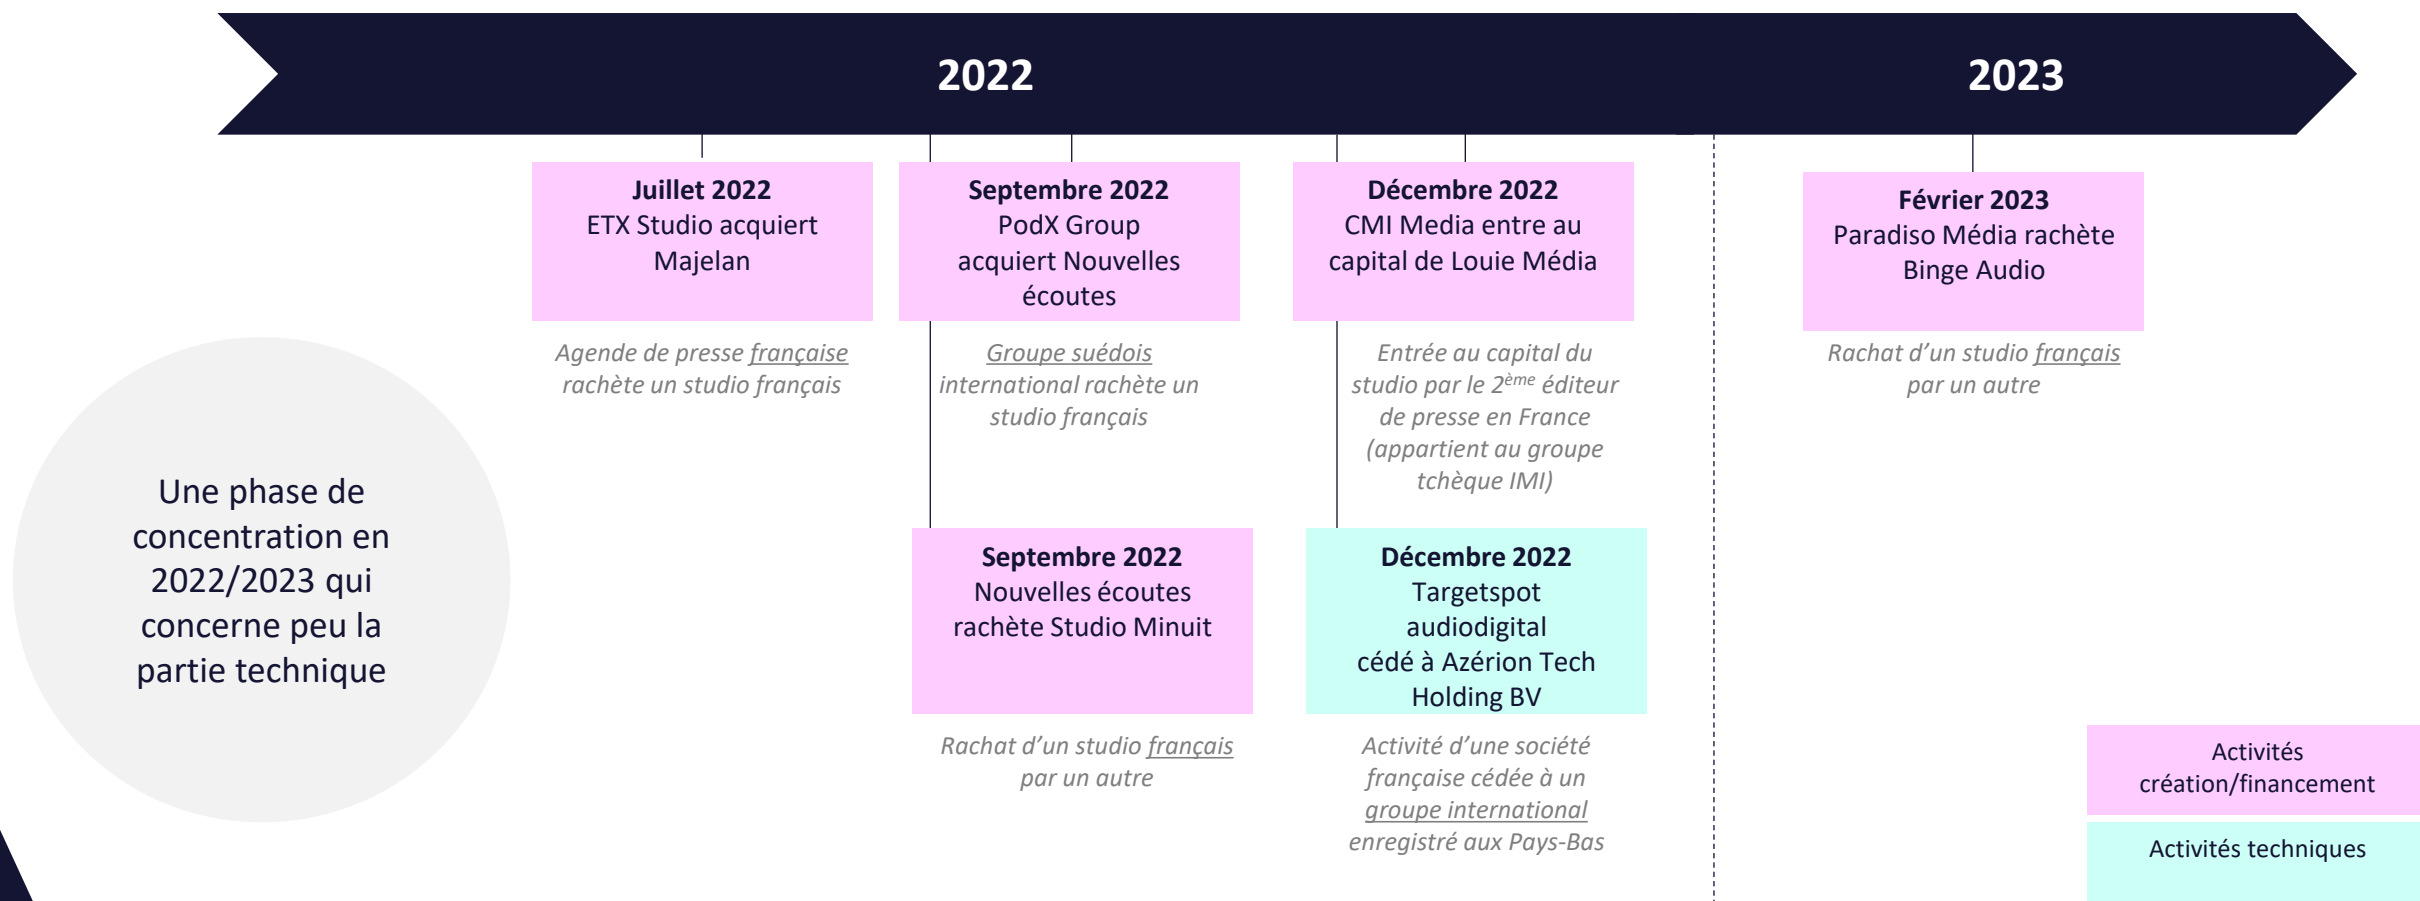 2022
2023
Juillet 2022
ETX Studio acquiert
Majelan
Agende de presse française
rachète un studio français
Septembre 2022
PodX Group
acquiert Nouvelles
écoutes
Groupe suédois
international rachète un
studio français
Décembre 2022
CMI Media entre au
capital de Louie Média
Entrée au capital du
studio par le 2ème éditeur
de presse en France
(appartient au groupe
tchèque IMI)
Février 2023
Paradiso Média rachète
Binge Audio
Rachat d’un studio français
par un autre
Une phase de
concentration en
2022/2023 qui
concerne peu la
partie technique
Septembre 2022
Nouvelles écoutes
rachète Studio Minuit
Rachat d’un studio français
par un autre
Décembre 2022
Targetspot
audiodigital
cédé à Azérion Tech
Holding BV
Activité d’une société
française cédée à un
groupe international
enregistré aux Pays-Bas
Activités
création/financement
Activités techniques